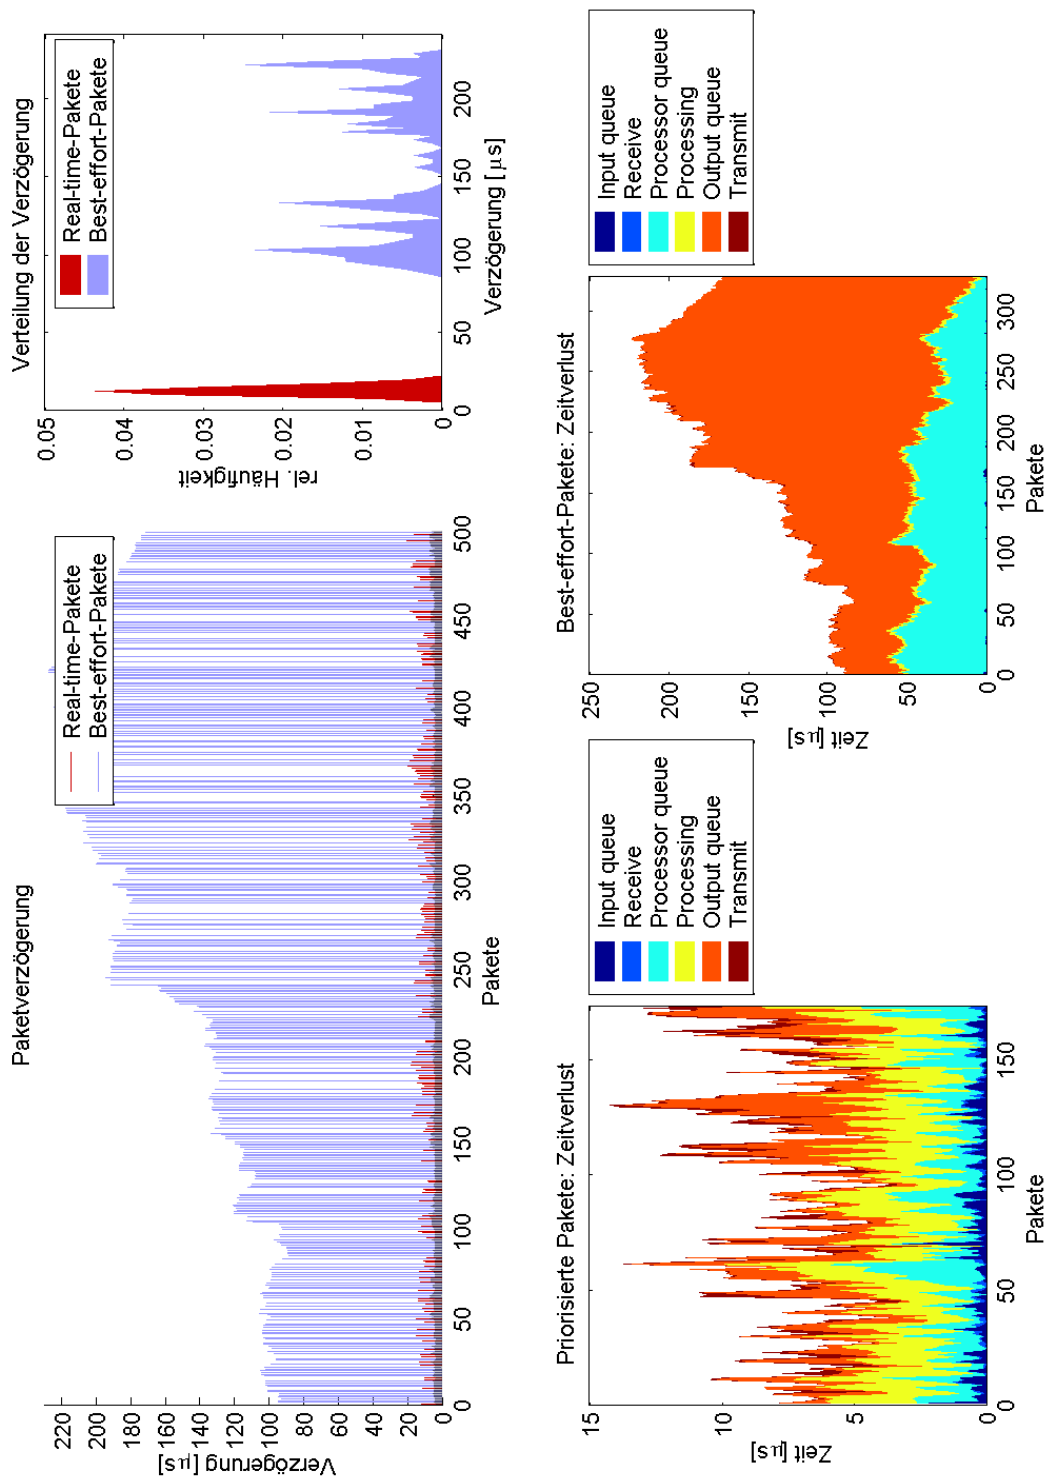 Paketverzögerung
Verzögerung [μs]
220
200
180
160
140
120
100
80
60
40
20
0
0
50
100
150
200
250
300
350
400
450
500
Pakete
Real-time-Pakete
Best-effort-Pakete
Verteilung der Verzögerung
rel. Häufigkeit
0.05
0.04
0.03
0.02
0.01
0
0
50
100
150
200
Verzögerung [μs]
Real-time-Pakete
Best-effort-Pakete
Priorisierte Pakete: Zeitverlust
Zeit [μs]
15
10
5
0
0
50
100
150
Pakete
Input queue
Receive
Processor queue
Processing
Output queue
Transmit
Best-effort-Pakete: Zeitverlust
Zeit [μs]
250
200
150
100
50
0
0
50
100
150
200
250
300
Pakete
Input queue
Receive
Processor queue
Processing
Output queue
Transmit